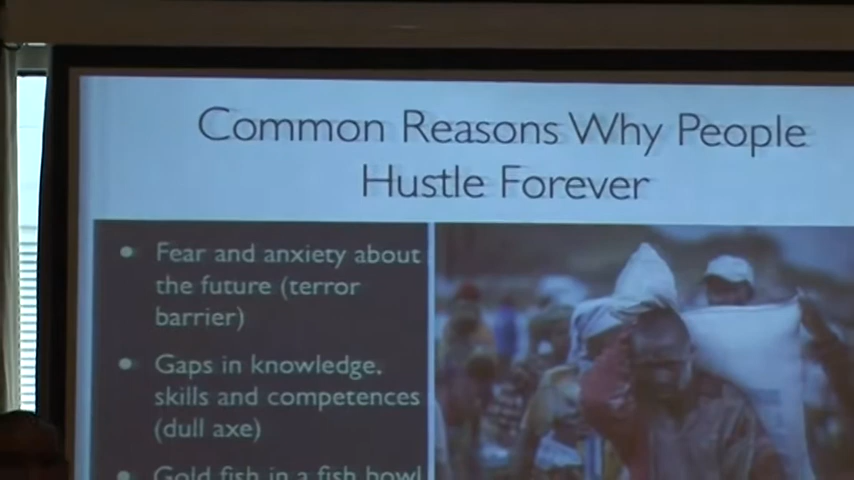 Common Reasons Why People
Hustle Forever
• Fear and anxiety about
the future (terror
barrier)
• Gaps in knowledge,
skills and competences
(dull axe)
• Gold fish in a fish bowl